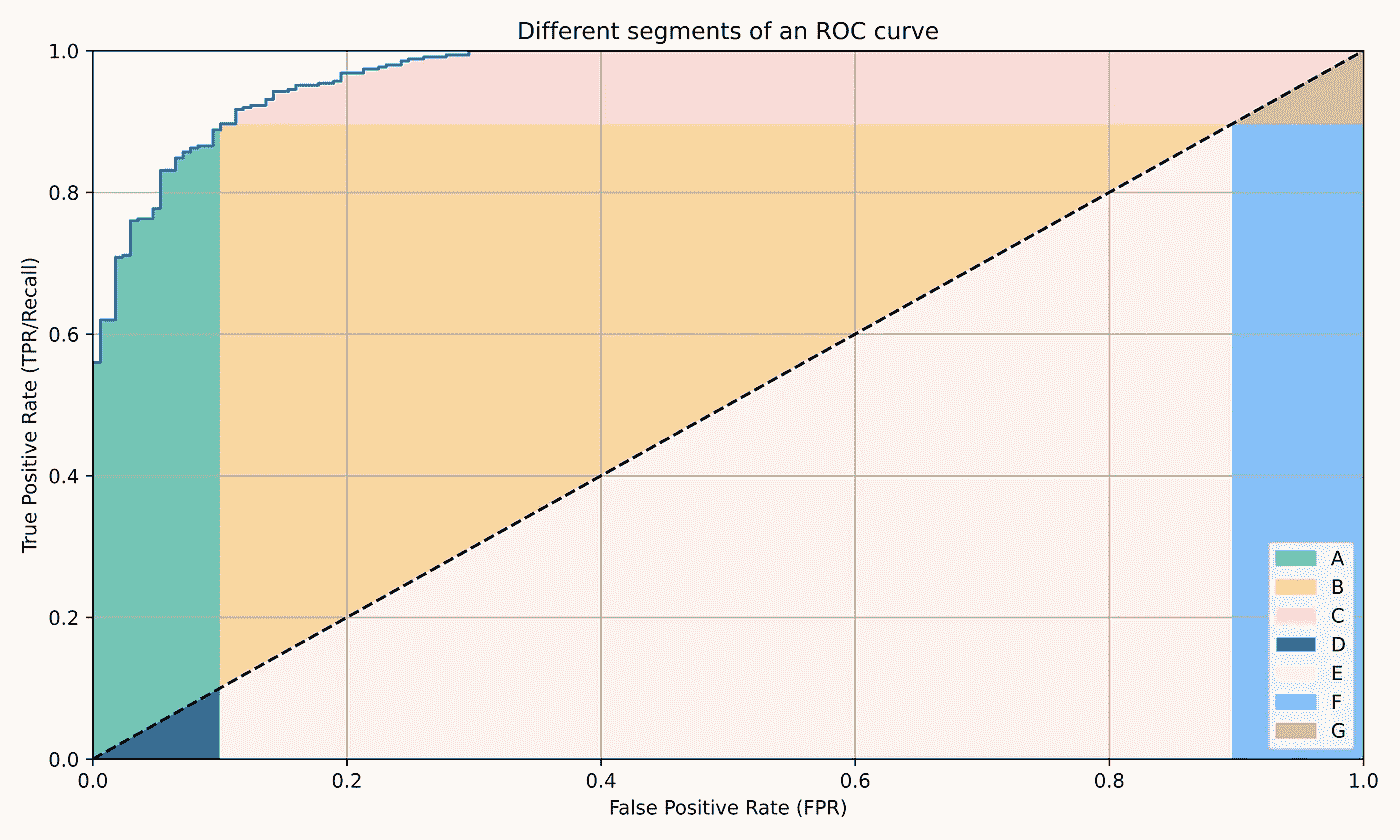 Different segments of an ROC curve
True Positive Rate (TPR/Recall)
1.0
0.8
0.6
0.4
0.2
0.0
0.0 0.2 0.4 0.6 0.8 1.0
False Positive Rate (FPR)
A
B
C
D
E
F
G